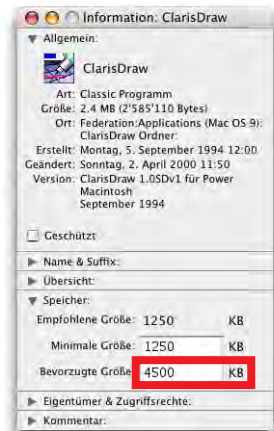 Information: ClarisDraw
Allgemein:
ClarisDraw
Art: Classic Programm
Größe: 2.4 MB (2'585'110 Bytes)
Ort: Federation:Applications (Mac OS 9):
ClarisDraw Ordner:
Erstellt: Montag, 5. September 1994 12:00
Geändert: Sonntag, 2. April 2000 11:50
Version: ClarisDraw 1.0SDv1 für Power
Macintosh
September 1994
Geschützt
Name & Suffix:
Übersicht:
Speicher:
Empfohlene Größe: 1250 KB
Minimale Größe: 1250 KB
Bevorzugte Größe: 4500 KB
Eigentümer & Zugriffsrechte:
Kommentar: